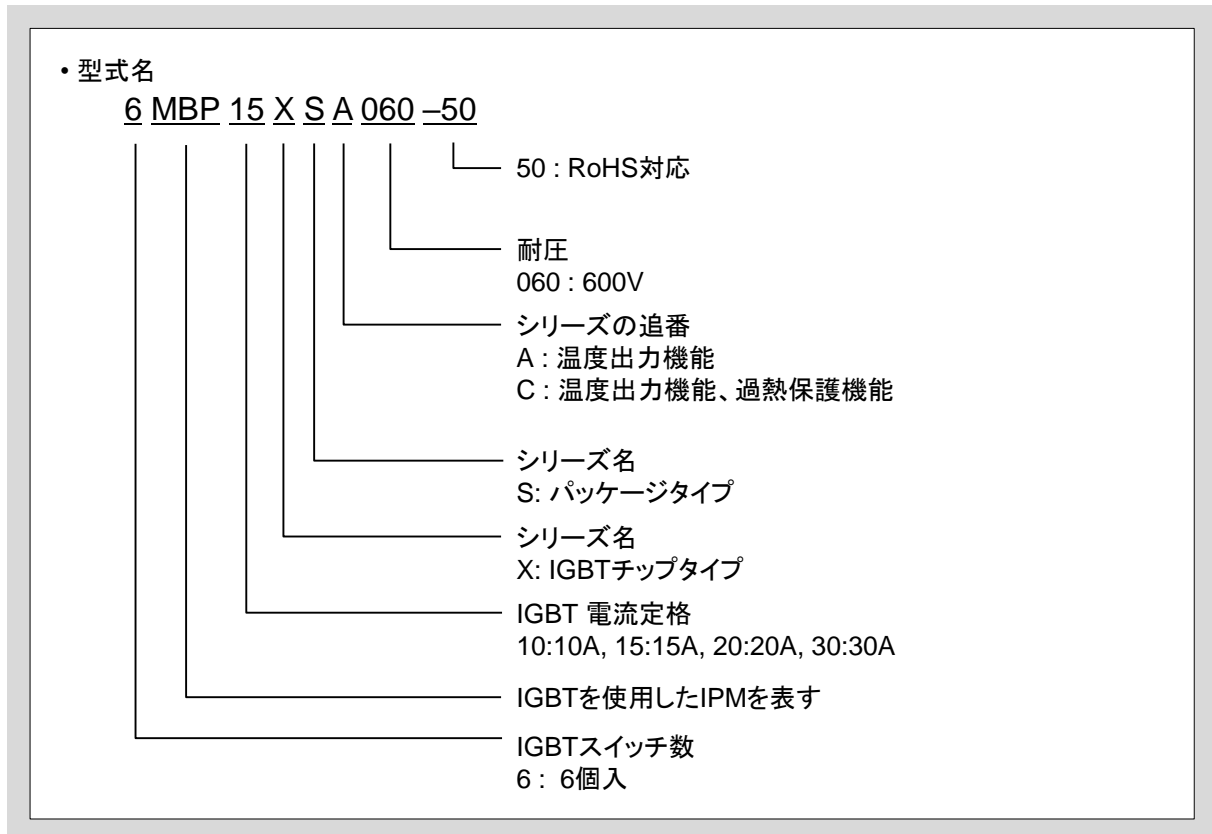 • 型式名
6 MBP 15 X S A 060 –50
50 : RoHS対応
耐圧
060 : 600V
シリーズの追番
A : 温度出力機能
C : 温度出力機能、過熱保護機能
シリーズ名
S: パッケージタイプ
シリーズ名
X: IGBTチップタイプ
IGBT 電流定格
10:10A, 15:15A, 20:20A, 30:30A
IGBTを使用したIPMを表す
IGBTスイッチ数
6 : 6個入